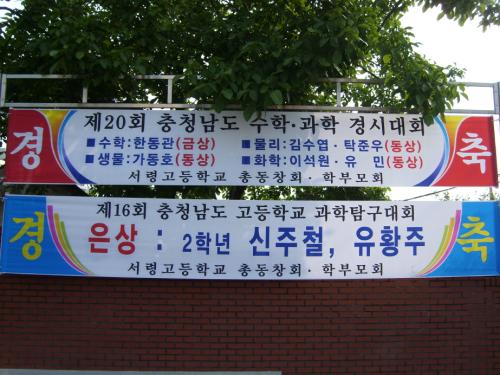 경 축
제20회 충청남도 수학·과학 경시대회
■수학:한동관(금상) ■물리:김수엽·탁준우(동상)
■생물:가동호(동상) ■화학:이석원·유 민(동상)
서령고등학교 총동창회·학부모회
경 축
제16회 충청남도 고등학교 과학탐구대회
은상 : 2학년 신주철, 유황주
서령고등학교 총동창회·학부모회